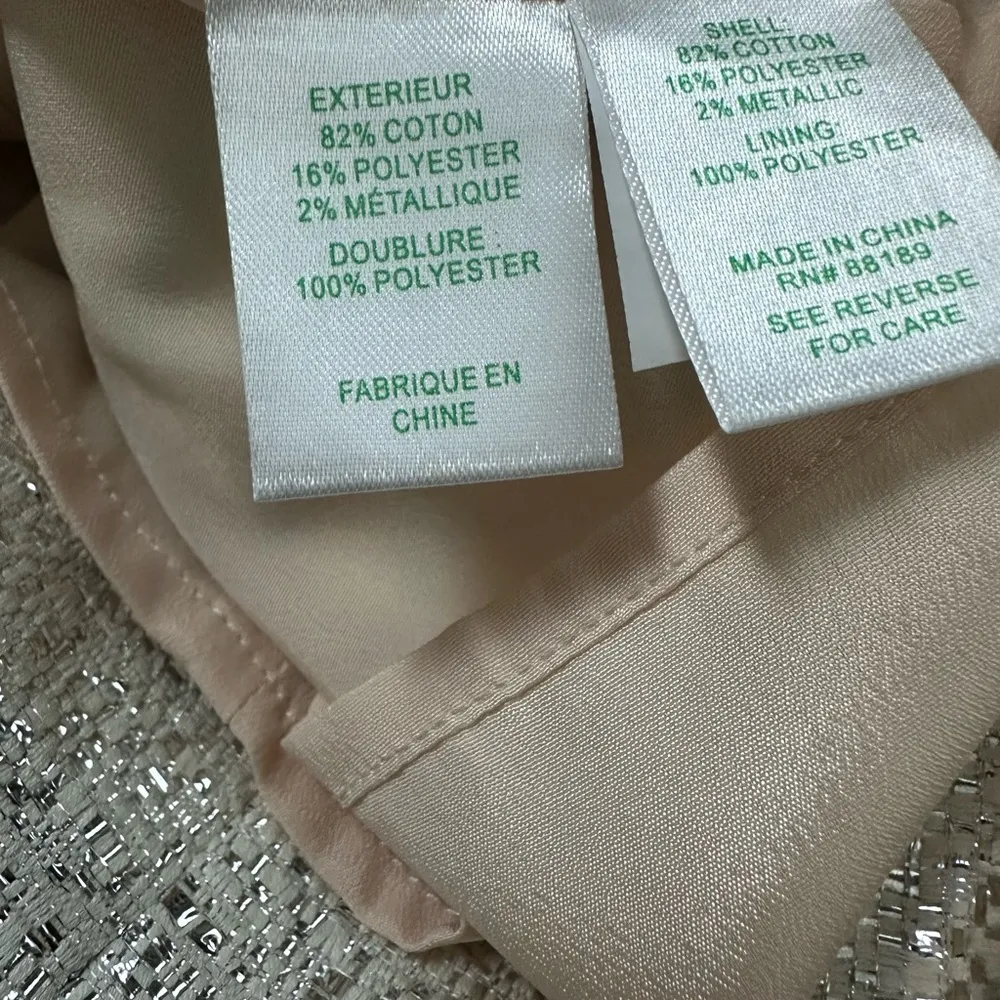 EXTERIEUR
82% COTON
16% POLYESTER
2% MÉTALLIQUE
DOUBLURE :
100% POLYESTER
FABRIQUE EN
CHINE
SHELL:
82% COTTON
16% POLYESTER
2% METALLIC
LINING:
100% POLYESTER
MADE IN CHINA
RN# 88189
SEE REVERSE
FOR CARE